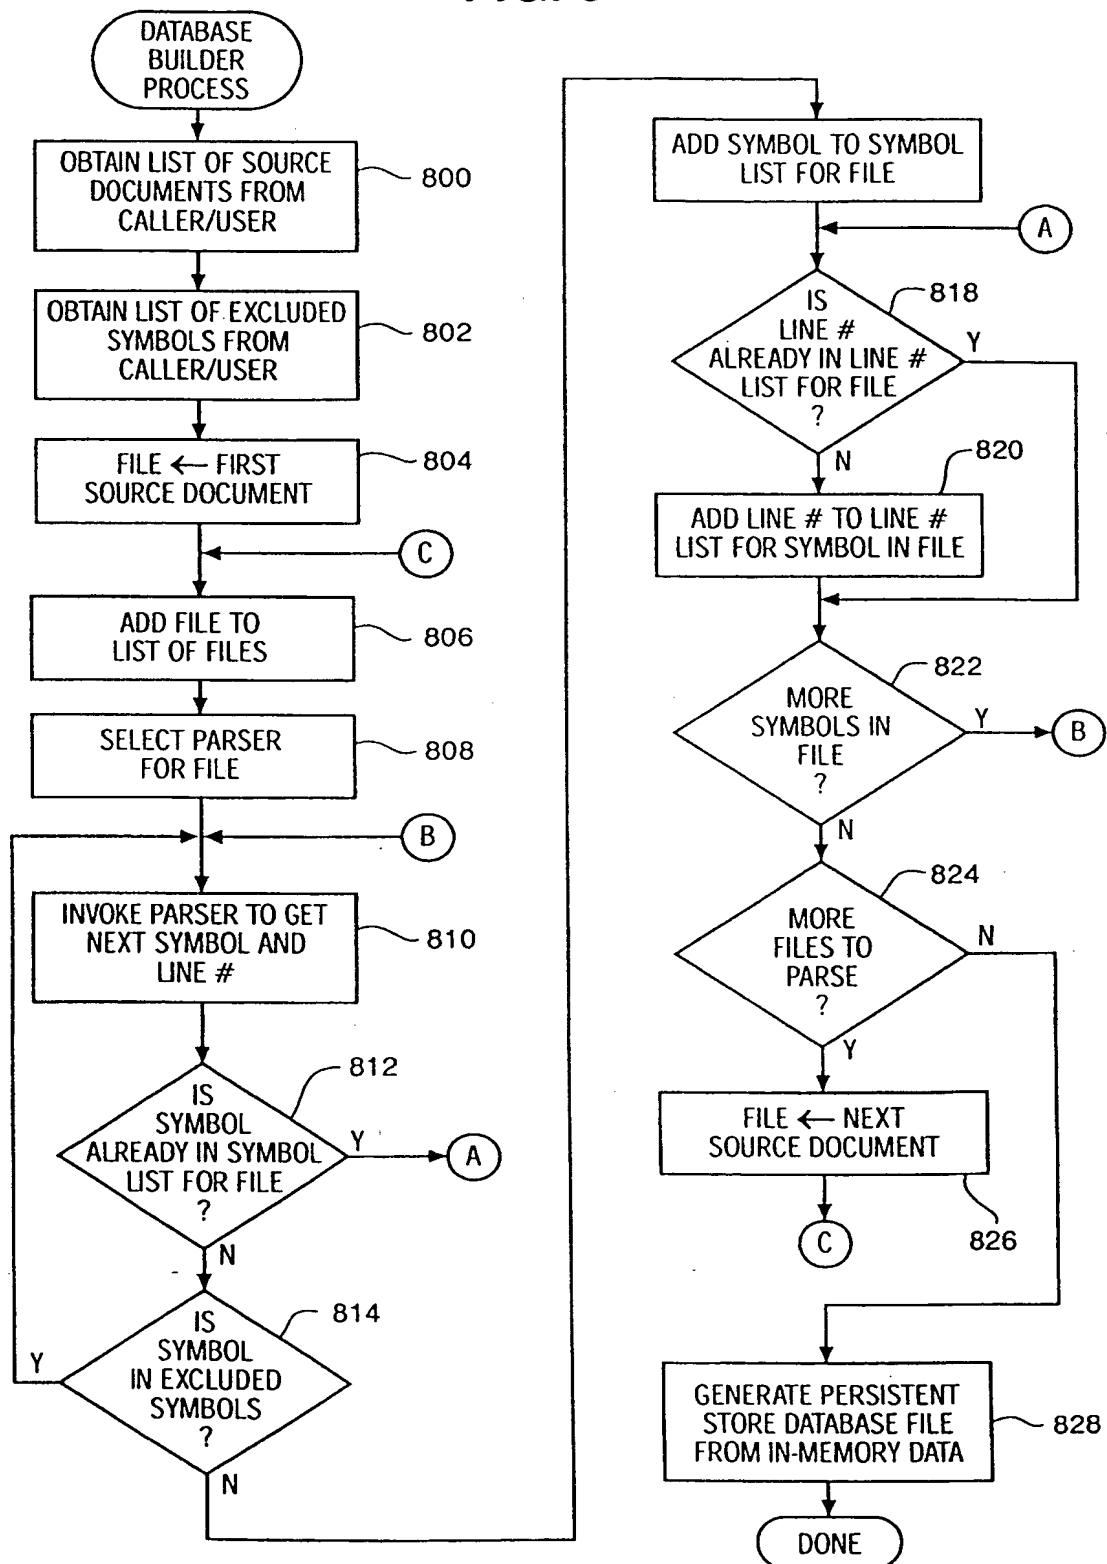 DATABASE
BUILDER
PROCESS
OBTAIN LIST OF SOURCE
DOCUMENTS FROM
CALLER/USER
800
OBTAIN LIST OF EXCLUDED
SYMBOLS FROM
CALLER/USER
802
FILE ← FIRST
SOURCE DOCUMENT
804
C
ADD FILE TO
LIST OF FILES
806
SELECT PARSER
FOR FILE
808
B
INVOKE PARSER TO GET
NEXT SYMBOL AND
LINE #
810
IS
SYMBOL
ALREADY IN SYMBOL
LIST FOR FILE
?
812
Y
A
N
IS
SYMBOL
IN EXCLUDED
SYMBOLS
?
814
Y
N
ADD SYMBOL TO SYMBOL
LIST FOR FILE
A
IS
LINE #
ALREADY IN LINE #
LIST FOR FILE
?
818
Y
N
820
ADD LINE # TO LINE #
LIST FOR SYMBOL IN FILE
MORE
SYMBOLS IN
FILE
?
822
Y
B
N
MORE
FILES TO
PARSE
?
824
N
Y
FILE ← NEXT
SOURCE DOCUMENT
826
C
GENERATE PERSISTENT
STORE DATABASE FILE
FROM IN-MEMORY DATA
828
DONE